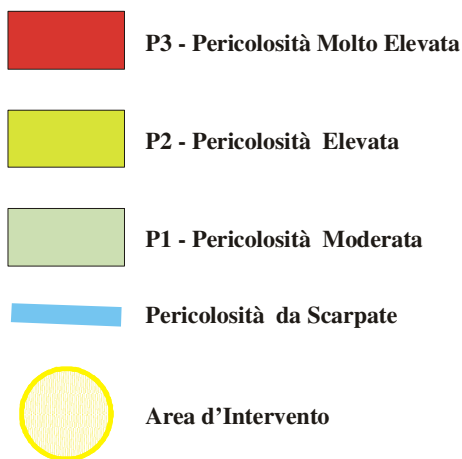 P3 - Pericolosità Molto Elevata
P2 - Pericolosità Elevata
P1 - Pericolosità Moderata
Pericolosità da Scarpate
Area d’Intervento